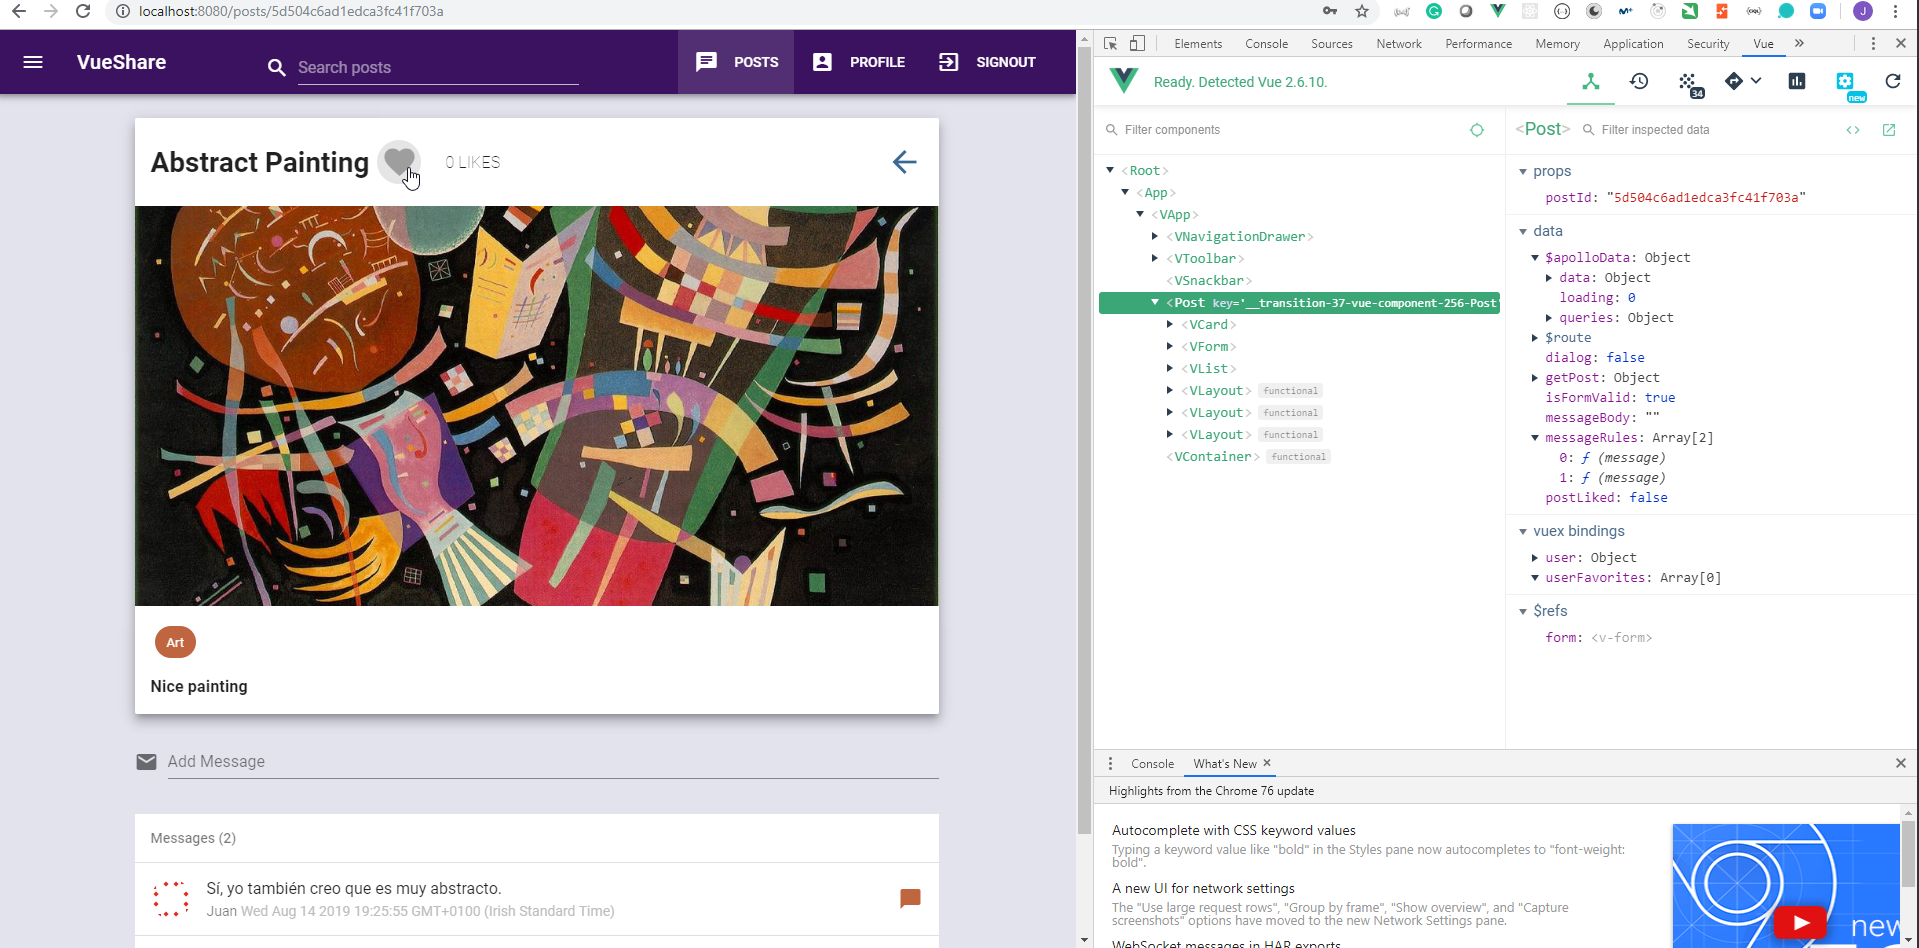 localhost:8080/posts/5d504c6ad1edca3fc41f703a
J
VueShare
Search posts
POSTS
PROFILE
SIGNOUT
Abstract Painting
0 LIKES
Art
Nice painting
Add Message
Messages (2)
Sí, yo también creo que es muy abstracto.
Juan Wed Aug 14 2019 19:25:55 GMT+0100 (Irish Standard Time)
Elements Console Sources Network Performance Memory Application Security Vue »
Ready. Detected Vue 2.6.10.
34
new
Filter components
<Root>
<App>
<VApp>
<VNavigationDrawer>
<VToolbar>
<VSnackbar>
<Post key='__transition-37-vue-component-256-Post'
<VCard>
<VForm>
<VList>
<VLayout> functional
<VLayout> functional
<VLayout> functional
<VContainer> functional
<Post> Filter inspected data
props
postId: "5d504c6ad1edca3fc41f703a"
data
$apolloData: Object
data: Object
loading: 0
queries: Object
$route
dialog: false
getPost: Object
isFormValid: true
messageBody: ""
messageRules: Array[2]
0: ƒ (message)
1: ƒ (message)
postLiked: false
vuex bindings
user: Object
userFavorites: Array[0]
$refs
form: <v-form>
Console What's New ×
Highlights from the Chrome 76 update
Autocomplete with CSS keyword values
Typing a keyword value like "bold" in the Styles pane now autocompletes to "font-weight:
bold".
A new UI for network settings
The "Use large request rows", "Group by frame", "Show overview", and "Capture
screenshots" options have moved to the new Network Settings pane.
WebSocket messages in HAR exports
new